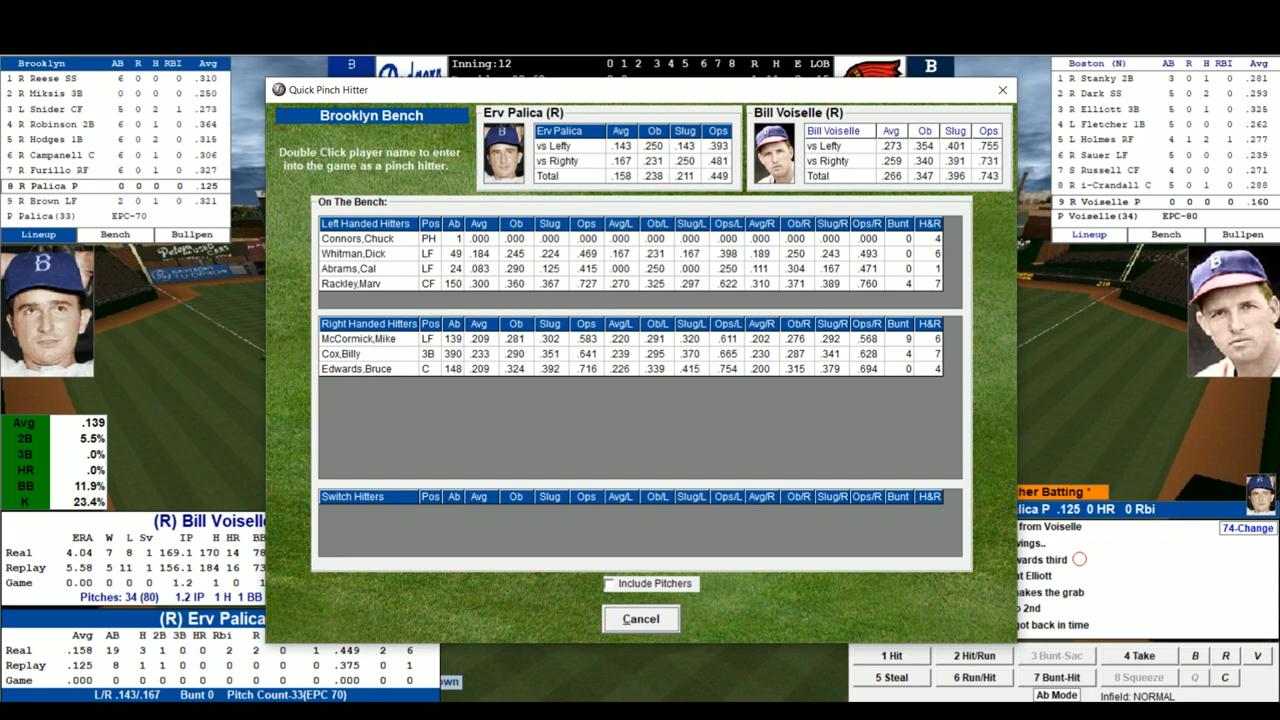 Brooklyn AB R H RBI Avg
1 R Reese SS 6 0 0 0 .310
2 R Miksis 3B 0 0 0 0 .250
3 L Snider CF 5 0 2 1 .273
4 R Robinson 2B 6 0 0 0 .364
5 R Hodges 1B 6 0 2 0 .315
6 R Campanell C 6 0 1 0 .306
7 R Furillo RF 6 0 1 0 .327
8 R Palica P 0 0 0 0 .125
9 R Brown LF 2 0 1 0 .321
P Palica(33) EPC-70
Lineup Bench Bullpen
B
Inning:12 0 1 2 3 4 5 6 7 8 R H E LOB
B
Boston (N) AB R H RBI Avg
1 R Stanky 2B 3 0 1 0 .281
2 R Dark SS 5 0 2 0 .293
3 R Elliott 3B 5 0 1 0 .325
4 L Fletcher 1B 5 0 2 0 .262
5 L Holmes RF 4 1 2 1 .277
6 R Sauer LF 5 0 0 0 .239
7 S Russell CF 4 0 0 0 .271
8 R i-Crandall C 5 0 1 0 .288
9 R Voiselle P 0 0 0 0 .160
P Voiselle(34) EPC-80
Lineup Bench Bullpen
Quick Pinch Hitter
Brooklyn Bench
Double Click player name to enter
into the game as a pinch hitter.
Erv Palica (R)
Erv Palica Avg Ob Slug Ops
vs Lefty .143 .250 .143 .393
vs Righty .167 .231 .250 .481
Total .158 .238 .211 .449
Bill Voiselle (R)
Bill Voiselle Avg Ob Slug Ops
vs Lefty .273 .354 .401 .755
vs Righty .259 .340 .391 .731
Total .266 .347 .396 .743
On The Bench:
Left Handed Hitters Pos Ab Avg Ob Slug Ops Avg/L Ob/L Slug/L Ops/L Avg/R Ob/R Slug/R Ops/R Bunt H&R
Connors,Chuck PH 1 .000 .000 .000 .000 .000 .000 .000 .000 .000 .000 .000 .000 0 4
Whitman,Dick LF 49 .184 .245 .224 .469 .167 .231 .167 .398 .189 .250 .243 .493 0 6
Abrams,Cal LF 24 .083 .290 .125 .415 .000 .250 .000 .250 .111 .304 .167 .471 0 1
Rackley,Marv CF 150 .300 .360 .367 .727 .270 .325 .297 .622 .310 .371 .389 .760 4 7
Right Handed Hitters Pos Ab Avg Ob Slug Ops Avg/L Ob/L Slug/L Ops/L Avg/R Ob/R Slug/R Ops/R Bunt H&R
McCormick,Mike LF 139 .209 .281 .302 .583 .220 .291 .320 .611 .202 .276 .292 .568 9 6
Cox,Billy 3B 390 .233 .290 .351 .641 .239 .295 .370 .665 .230 .287 .341 .628 4 7
Edwards,Bruce C 148 .209 .324 .392 .716 .226 .339 .415 .754 .200 .315 .379 .694 0 4
Switch Hitters Pos Ab Avg Ob Slug Ops Avg/L Ob/L Slug/L Ops/L Avg/R Ob/R Slug/R Ops/R Bunt H&R
Include Pitchers
Cancel
Avg .139
2B 5.5%
3B .0%
HR .0%
BB 11.9%
K 23.4%
(R) Bill Voiselle
ERA W L Sv IP H HR BB
Real 4.04 7 8 1 169.1 170 14 78
Replay 5.58 5 11 1 156.1 184 16 73
Game 0.00 0 0 0 1.2 1 0 1
Pitches: 34 (80) 1.2 IP 1 H 1 BB
(R) Erv Palica
Avg AB H 2B 3B HR Rbi R
Real .158 19 3 1 0 0 2 2 0 1 .449 2 6
Replay .125 8 1 1 0 0 0 0 0 0 .375 0 1
Game .000 0 0 0 0 0 0 0 0 0 .000 0 0
L/R .143/.167 Bunt 0 Pitch Count-33(EPC 70)
own
cher Batting *
lica P .125 0 HR 0 Rbi
from Voiselle
74-Change
vings..
wards third
at Elliott
makes the grab
o 2nd
got back in time
1 Hit 2 Hit/Run 3 Bunt-Sac 4 Take B R V
5 Steal 6 Run/Hit 7 Bunt-Hit 8 Squeeze Q C
Ab Mode Infield: NORMAL